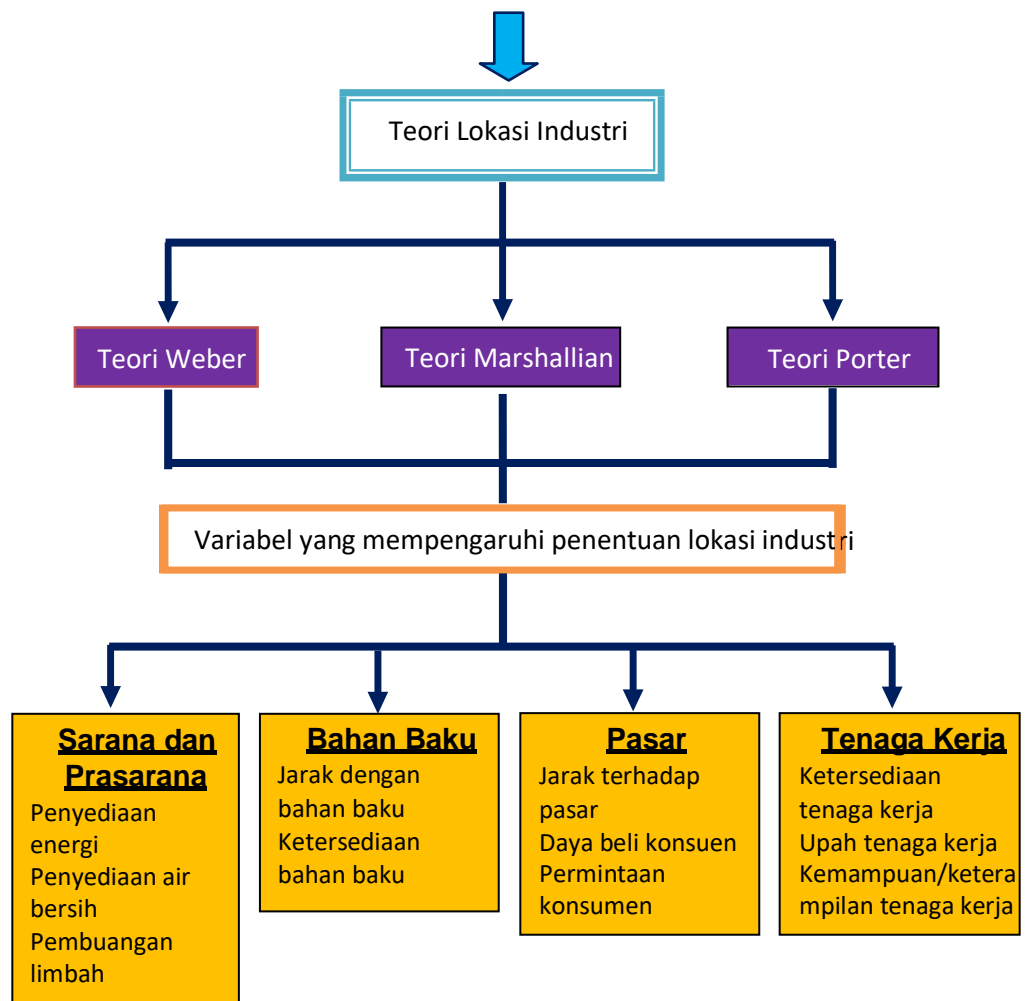 Teori Lokasi Industri
Teori Weber
Teori Marshallian
Teori Porter
Variabel yang mempengaruhi penentuan lokasi industri
Sarana dan
Prasarana
Penyediaan
energi
Penyediaan air
bersih
Pembuangan
limbah
Bahan Baku
Jarak dengan
bahan baku
Ketersediaan
bahan baku
Pasar
Jarak terhadap
pasar
Daya beli konsuen
Permintaan
konsumen
Tenaga Kerja
Ketersediaan
tenaga kerja
Upah tenaga kerja
Kemampuan/ketera
mpilan tenaga kerja